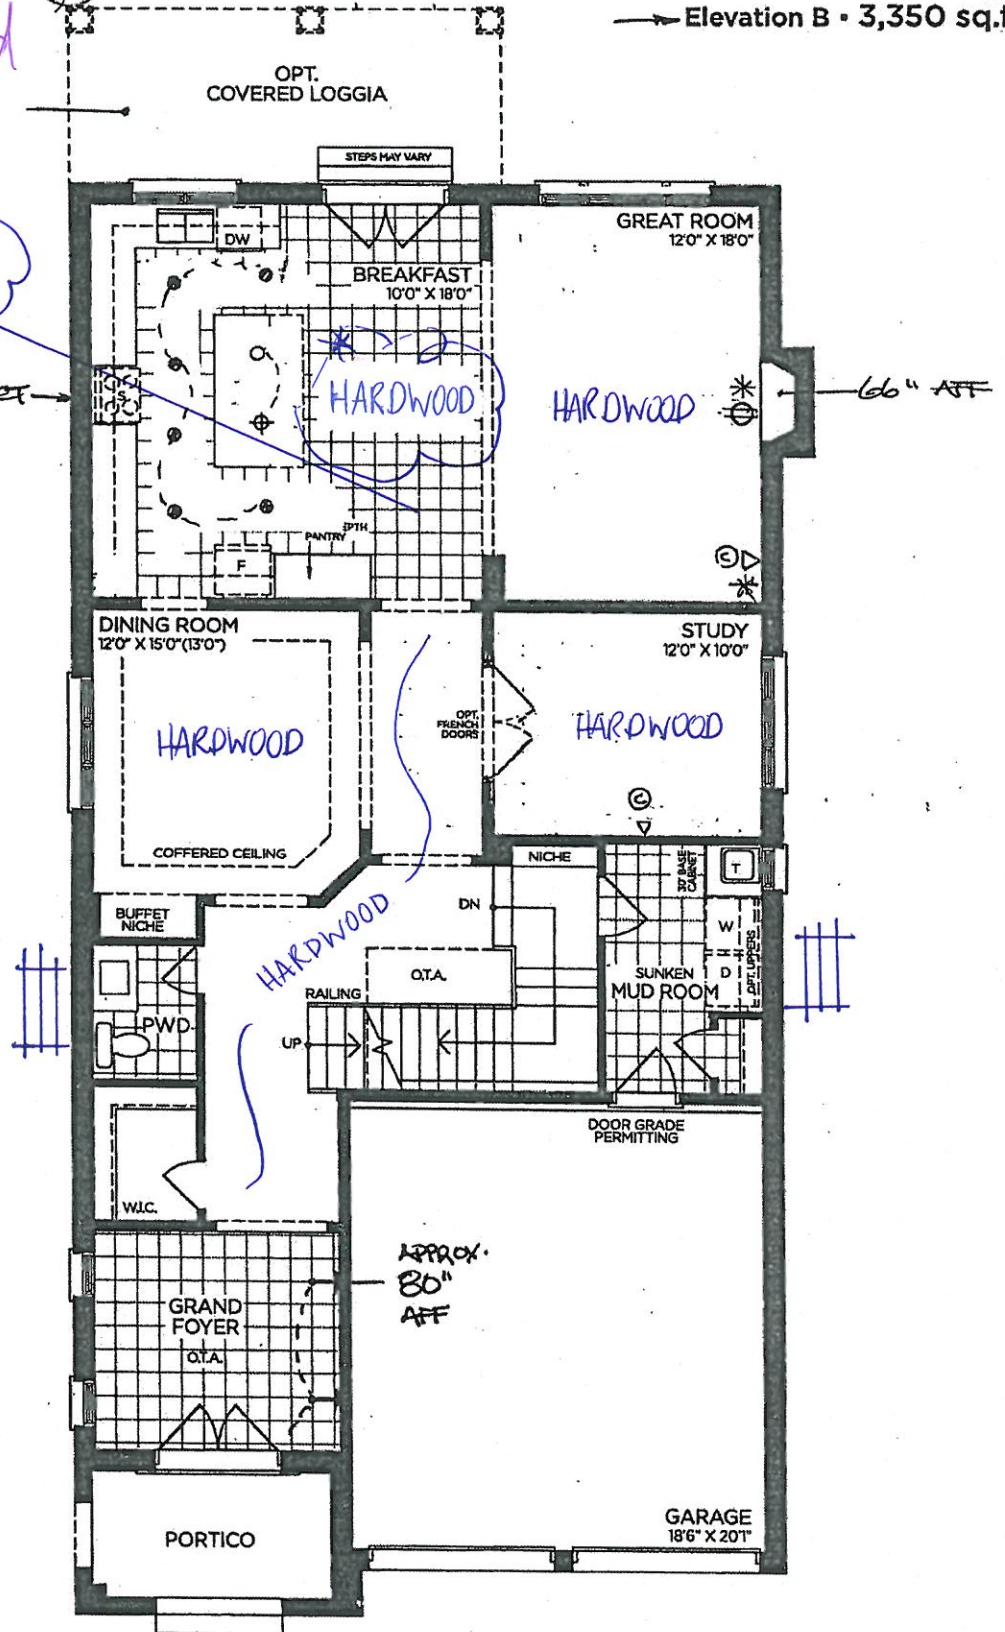 Elevation B • 3,350 sq.f
OPT.
COVERED LOGGIA
STEPS MAY VARY
DW
GREAT ROOM
12'0" X 18'0"
BREAKFAST
10'0" X 18'0"
HARDWOOD
HARDWOOD
66" AFF
S
PANTRY
F
DINING ROOM
12'0" X 15'0"(13'0")
STUDY
12'0" X 10'0"
HARDWOOD
OPT.
FRENCH
DOORS
HARDWOOD
C
C
COFFERED CEILING
NICHE
30" BASE
CABINET
T
BUFFET
NICHE
DN
W
HARDWOOD
O.T.A.
D
OPT. UPPERS
SUNKEN
MUD ROOM
RAILING
PWD
UP
DOOR GRADE
PERMITTING
W.I.C.
APPROX.
80"
AFF
GRAND
FOYER
O.T.A.
GARAGE
18'6" X 20'1"
PORTICO